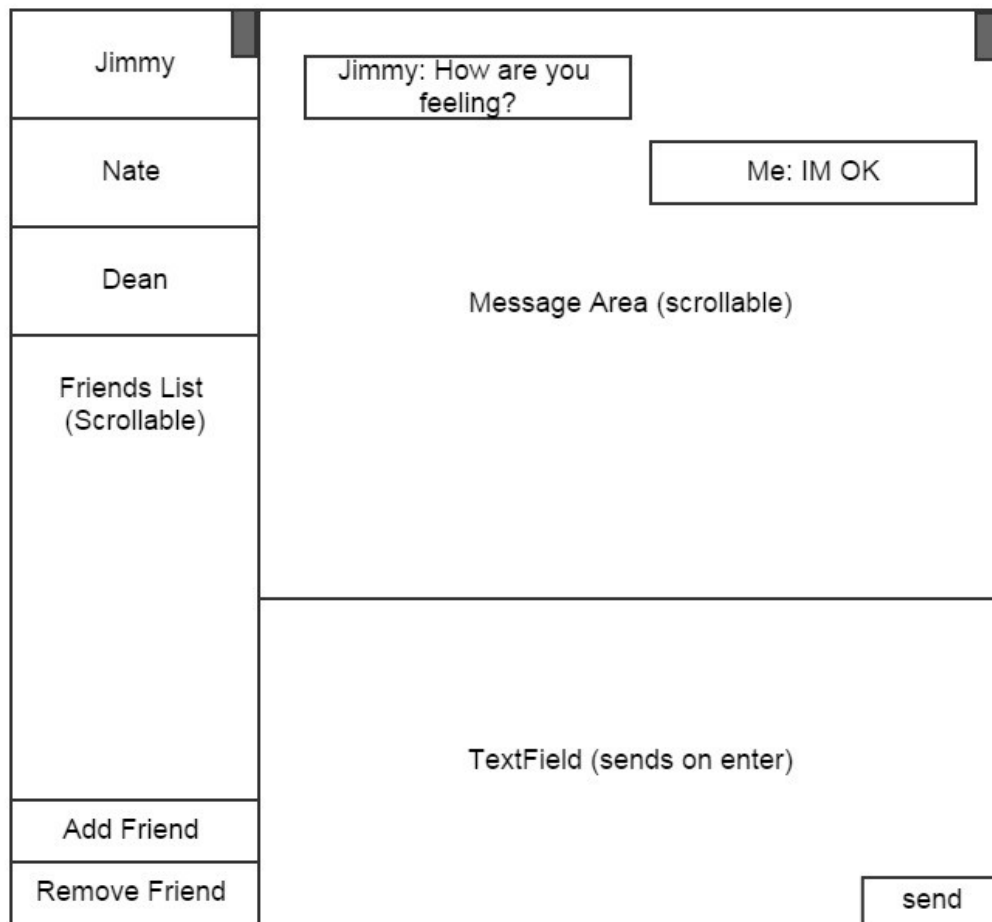 Jimmy
Nate
Dean
Friends List
(Scrollable)
Add Friend
Remove Friend
Jimmy: How are you
feeling?
Me: IM OK
Message Area (scrollable)
TextField (sends on enter)
send